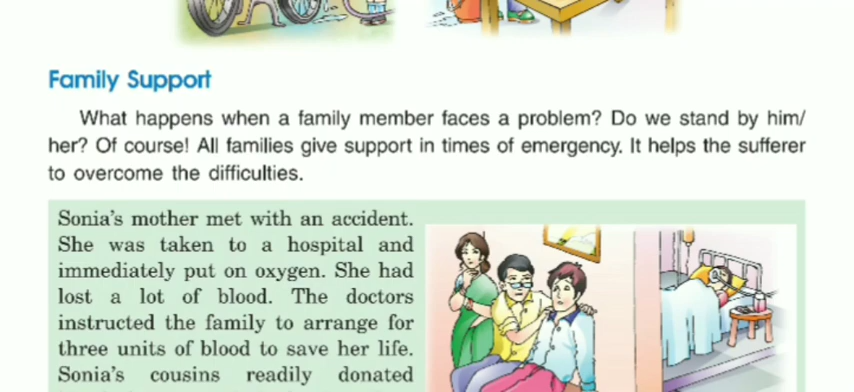 Family Support
What happens when a family member faces a problem? Do we stand by him/
her? Of course! All families give support in times of emergency. It helps the sufferer
to overcome the difficulties.
Sonia's mother met with an accident.
She was taken to a hospital and
immediately put on oxygen. She had
lost a lot of blood. The doctors
instructed the family to arrange for
three units of blood to save her life.
Sonia's cousins readily donated